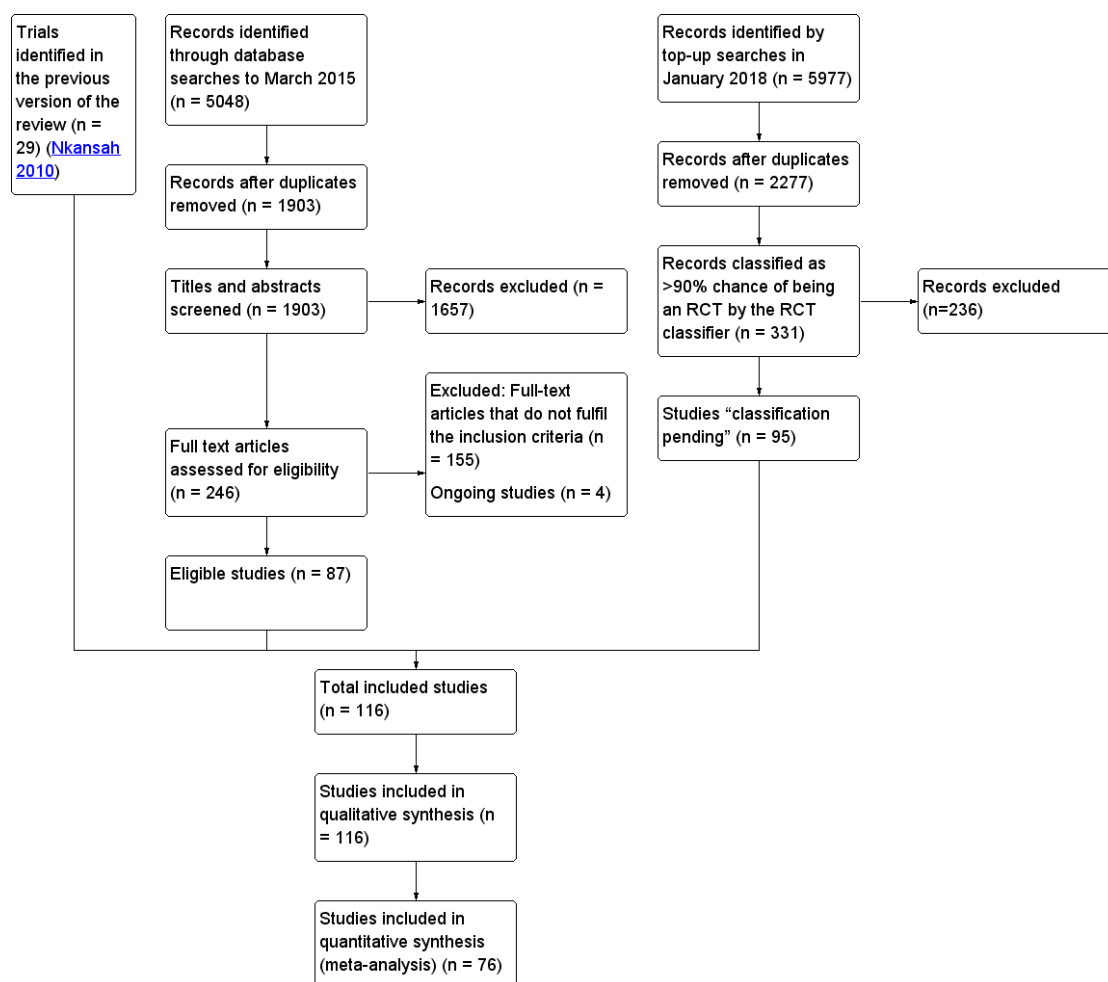 Trials
identified in
the previous
version of the
review (n =
29) (Nkansah
2010)
Records identified
through database
searches to March 2015
(n = 5048)
Records after duplicates
removed (n = 1903)
Titles and abstracts
screened (n = 1903)
Records excluded (n =
1657)
Full text articles
assessed for eligibility
(n = 246)
Excluded: Full-text
articles that do not fulfil
the inclusion criteria (n
= 155)
Ongoing studies (n = 4)
Eligible studies (n = 87)
Records identified by
top-up searches in
January 2018 (n = 5977)
Records after duplicates
removed (n = 2277)
Records classified as
>90% chance of being
an RCT by the RCT
classifier (n = 331)
Records excluded
(n=236)
Studies “classification
pending” (n = 95)
Total included studies
(n = 116)
Studies included in
qualitative synthesis (n
= 116)
Studies included in
quantitative synthesis
(meta-analysis) (n = 76)